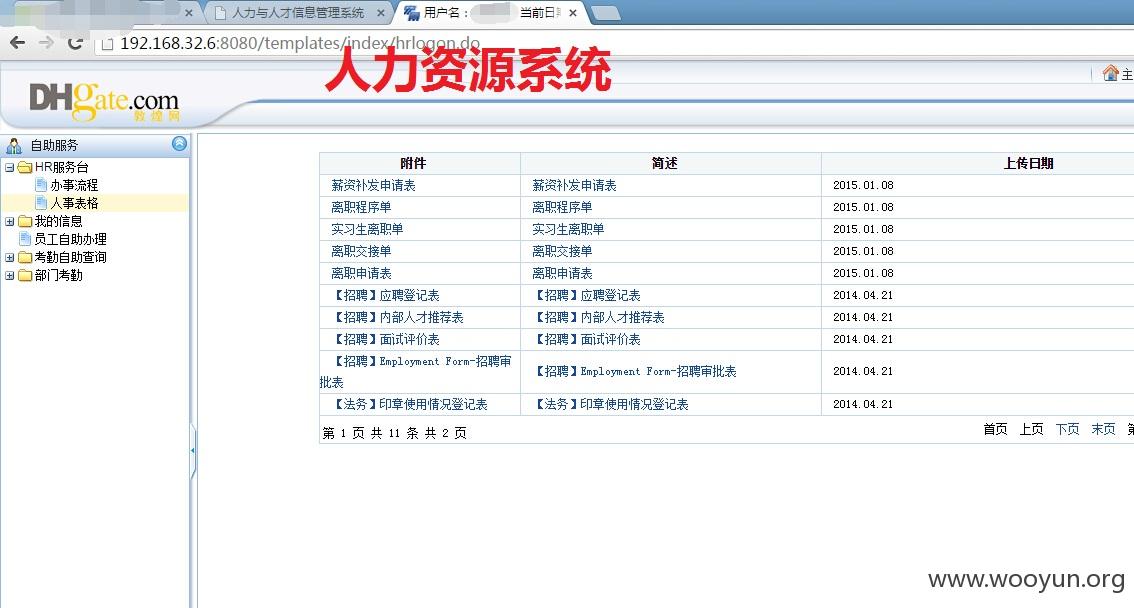 人力与人才信息管理系统
用户名：
当前日
192.168.32.6:8080/templates/index/hrlogon.do
人力资源系统
主
DHgate.com
敦煌网
自助服务
HR服务台
办事流程
人事表格
我的信息
员工自助办理
考勤自助查询
部门考勤
附件 简述 上传日期
薪资补发申请表 薪资补发申请表 2015.01.08
离职程序单 离职程序单 2015.01.08
实习生离职单 实习生离职单 2015.01.08
离职交接单 离职交接单 2015.01.08
离职申请表 离职申请表 2015.01.08
【招聘】应聘登记表 【招聘】应聘登记表 2014.04.21
【招聘】内部人才推荐表 【招聘】内部人才推荐表 2014.04.21
【招聘】面试评价表 【招聘】面试评价表 2014.04.21
【招聘】Employment Form-招聘审
批表
【招聘】Employment Form-招聘审批表 2014.04.21
【法务】印章使用情况登记表 【法务】印章使用情况登记表 2014.04.21
第 1 页 共 11 条 共 2 页 首页 上页 下页 末页
www.wooyun.org